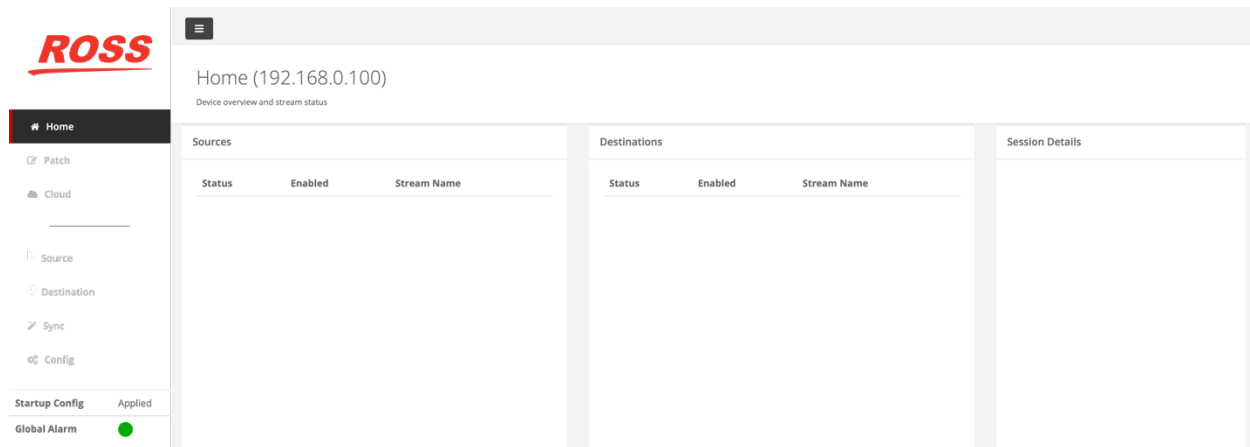 ROSS
Home
Patch
Cloud
Source
Destination
Sync
Config
Startup Config Applied
Global Alarm
Home (192.168.0.100)
Device overview and stream status
Sources
Status Enabled Stream Name
Destinations
Status Enabled Stream Name
Session Details